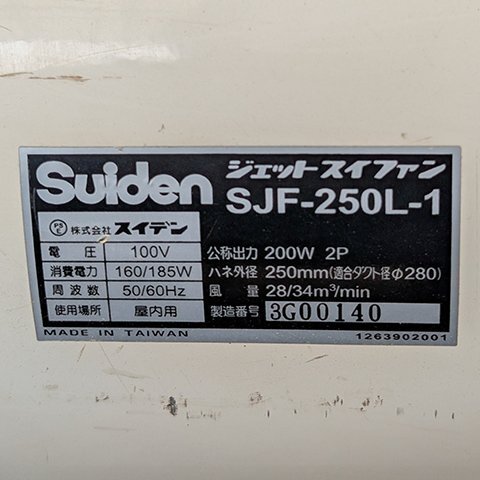 Suiden
ジェットスイファン
SJF-250L-1
PS E 株式会社 スイデン
電圧 100V
公称出力 200W 2P
消費電力 160/185W
ハネ外径 250mm(適合ダクト径φ280)
周波数 50/60Hz
風量 28/34m³/min
使用場所 屋内用
製造番号 3G00140
MADE IN TAIWAN
1263902001